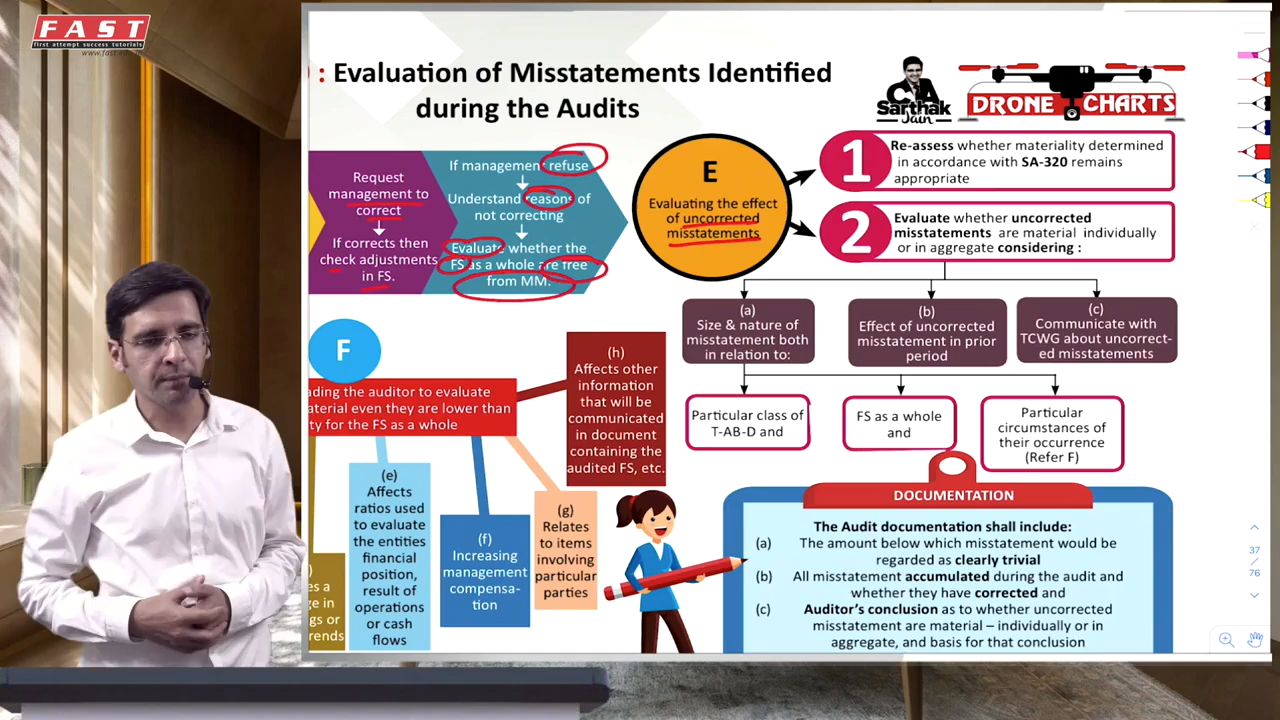 FAST
first attempt success tutorials
: Evaluation of Misstatements Identified
during the Audits
CA
Sarthak
Jain
DRONE CHARTS
Request
management to
correct
If corrects then
check adjustments
in FS.
If management refuse
Understand reasons of
not correcting
Evaluate whether the
FS as a whole are free
from MM.
E
Evaluating the effect
of uncorrected
misstatements
1
Re-assess whether materiality determined
in accordance with SA-320 remains
appropriate
2
Evaluate whether uncorrected
misstatements are material individually
or in aggregate considering :
(a)
Size & nature of
misstatement both
in relation to:
(b)
Effect of uncorrected
misstatement in prior
period
(c)
Communicate with
TCWG about uncorrect-
ed misstatements
Particular class of
T-AB-D and
FS as a whole
and
Particular
circumstances of
their occurrence
(Refer F)
F
ading the auditor to evaluate
aterial even they are lower than
ty for the FS as a whole
(h)
Affects other
information
that will be
communicated
in document
containing the
audited FS, etc.
(e)
Affects
ratios used
to evaluate
the entities
financial
position,
result of
operations
or cash
flows
(f)
Increasing
management
compensa-
tion
(g)
Relates
to items
involving
particular
parties
)
es a
ge in
gs or
rends
DOCUMENTATION
The Audit documentation shall include:
(a) The amount below which misstatement would be
regarded as clearly trivial
(b) All misstatement accumulated during the audit and
whether they have corrected and
(c) Auditor's conclusion as to whether uncorrected
misstatement are material – individually or in
aggregate, and basis for that conclusion
37
/
76